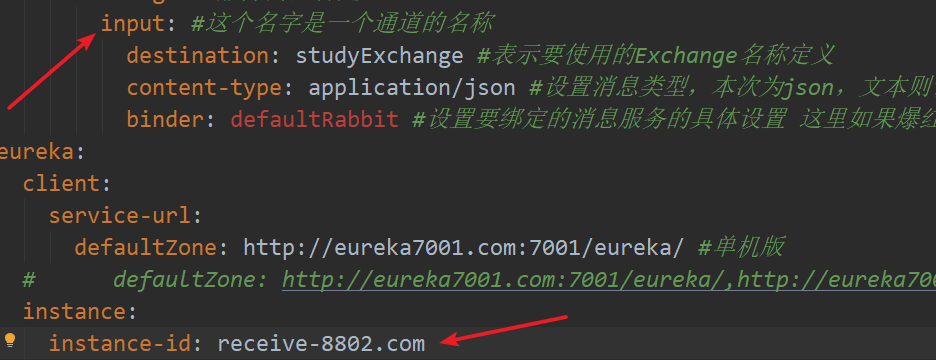 input: #这个名字是一个通道的名称
destination: studyExchange #表示要使用的Exchange名称定义
content-type: application/json #设置消息类型，本次为json，文本则
binder: defaultRabbit #设置要绑定的消息服务的具体设置 这里如果爆红
eureka:
client:
service-url:
defaultZone: http://eureka7001.com:7001/eureka/ #单机版
# defaultZone: http://eureka7001.com:7001/eureka/,http://eureka700
instance:
instance-id: receive-8802.com